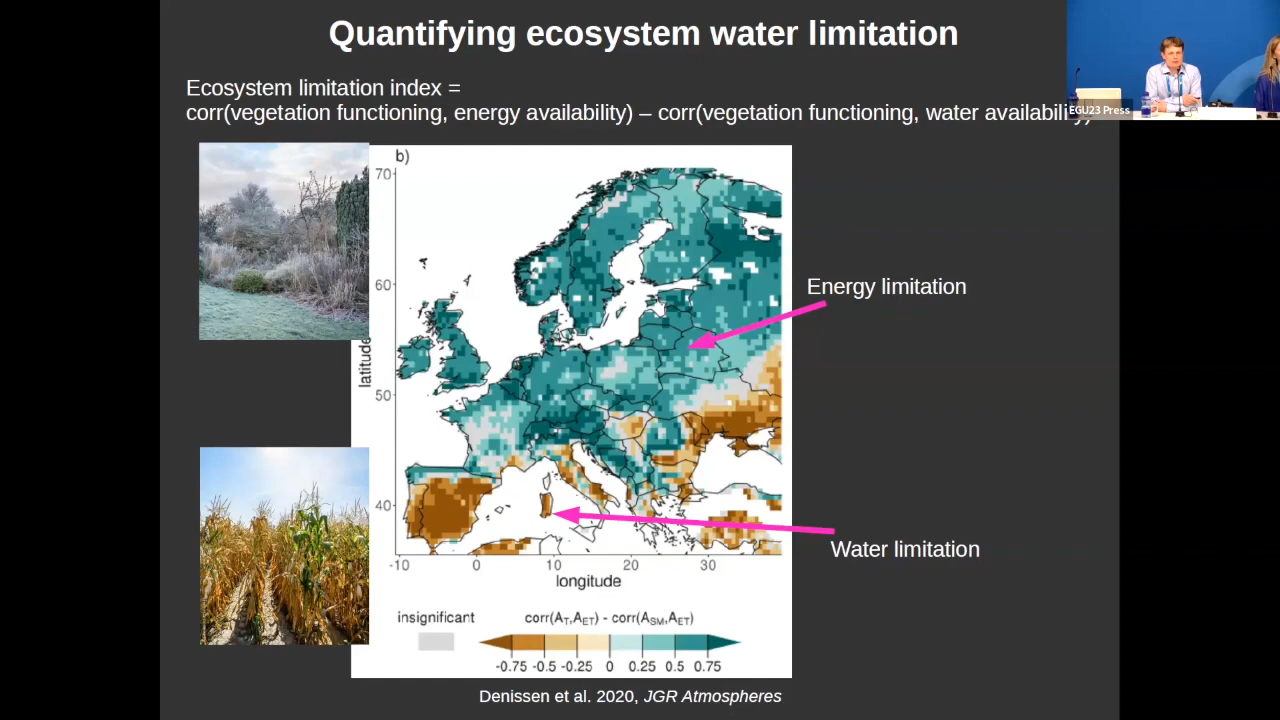 Quantifying ecosystem water limitation
Ecosystem limitation index =
corr(vegetation functioning, energy availability) – corr(vegetation functioning, water availability)
EGU23 Press
b)
70
60
50
40
latitude
-10 0 10 20 30
longitude
Energy limitation
Water limitation
insignificant
corr(A_T,A_ET) - corr(A_SM,A_ET)
-0.75 -0.5 -0.25 0 0.25 0.5 0.75
Denissen et al. 2020, JGR Atmospheres